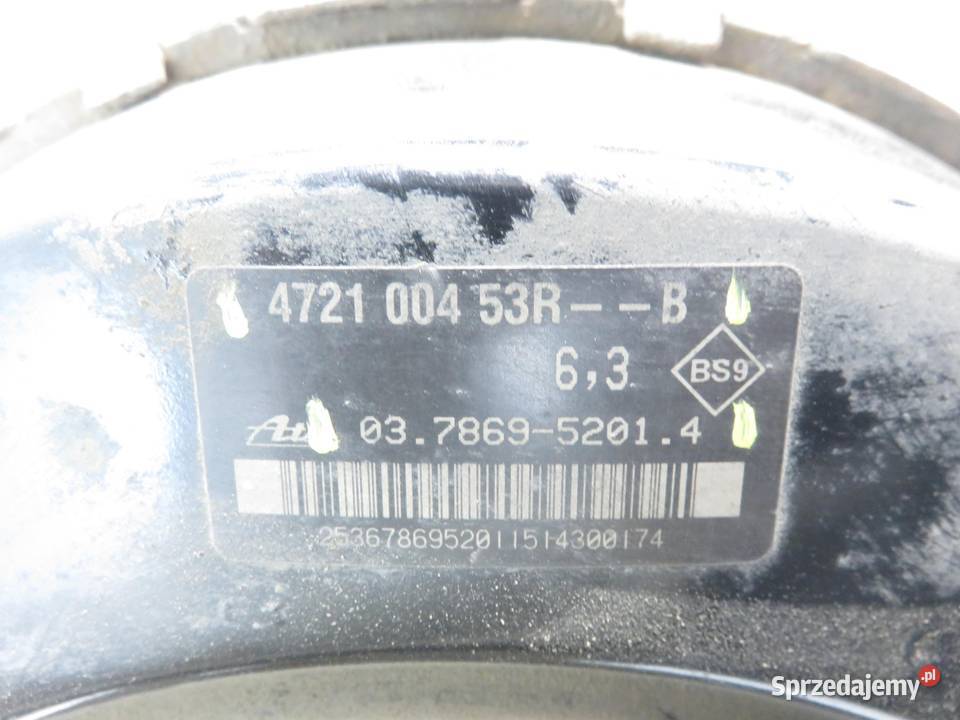 4721 004 53R--B
6,3
BS9
03.7869-5201.4
2536786952011514300174
Sprzedajemy.pl